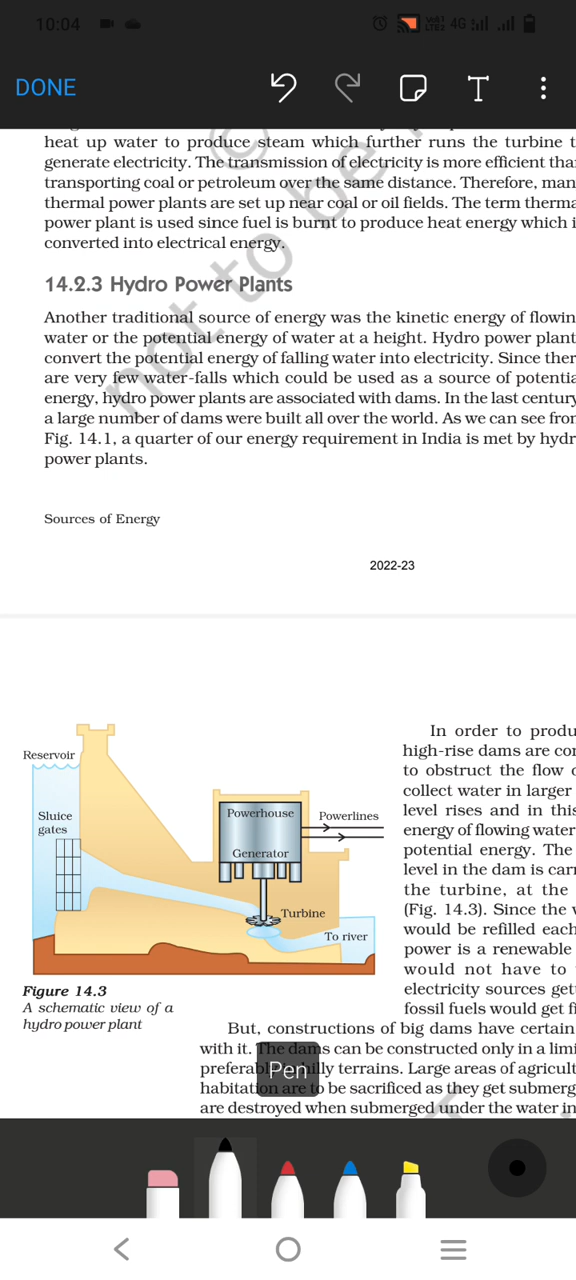 10:04
VoWiFi LTE2 4G
DONE
T
heat up water to produce steam which further runs the turbine t
generate electricity. The transmission of electricity is more efficient tha
transporting coal or petroleum over the same distance. Therefore, man
thermal power plants are set up near coal or oil fields. The term therma
power plant is used since fuel is burnt to produce heat energy which i
converted into electrical energy.
14.2.3 Hydro Power Plants
Another traditional source of energy was the kinetic energy of flowin
water or the potential energy of water at a height. Hydro power plant
convert the potential energy of falling water into electricity. Since ther
are very few water-falls which could be used as a source of potentia
energy, hydro power plants are associated with dams. In the last century
a large number of dams were built all over the world. As we can see from
Fig. 14.1, a quarter of our energy requirement in India is met by hydr
power plants.
© not to be
Sources of Energy
2022-23
Reservoir
Sluice
gates
Powerhouse
Generator
Powerlines
Turbine
To river
Figure 14.3
A schematic view of a
hydro power plant
In order to produ
high-rise dams are con
to obstruct the flow o
collect water in larger
level rises and in this
energy of flowing water
potential energy. The
level in the dam is carr
the turbine, at the
(Fig. 14.3). Since the w
would be refilled each
power is a renewable
would not have to
electricity sources gett
fossil fuels would get fi
But, constructions of big dams have certain
with it. The dams can be constructed only in a limi
preferab lly terrains. Large areas of agricult
habitation are to be sacrificed as they get submerg
are destroyed when submerged under the water in
Pen